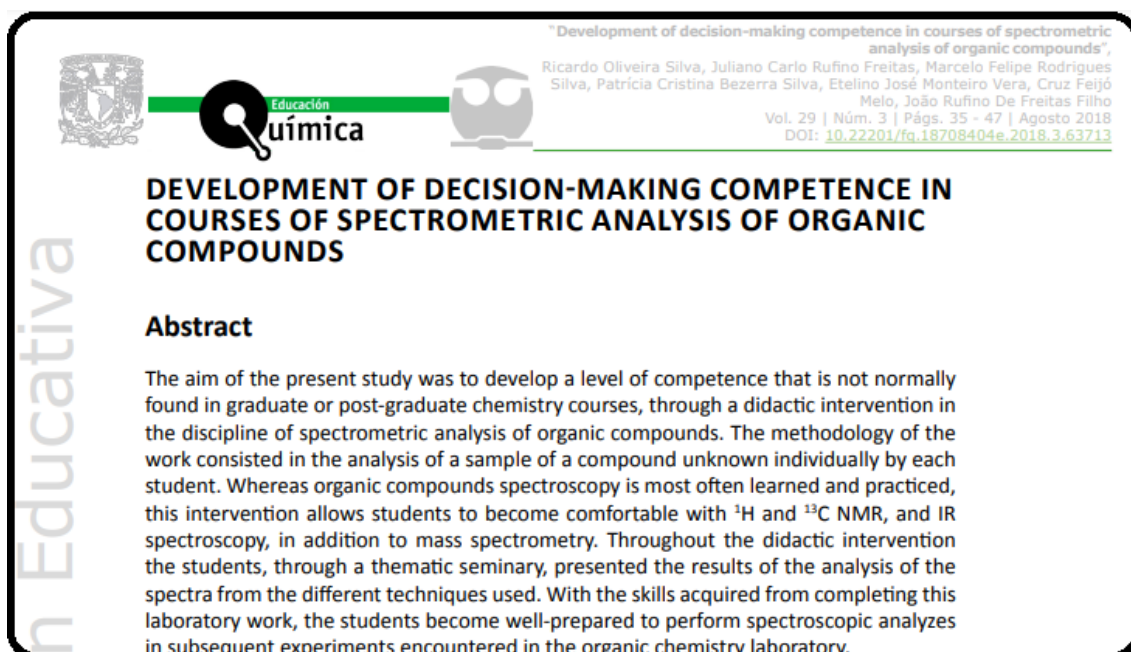 "Development of decision-making competence in courses of spectrometric
analysis of organic compounds",
Ricardo Oliveira Silva, Juliano Carlo Rufino Freitas, Marcelo Felipe Rodrigues
Silva, Patrícia Cristina Bezerra Silva, Etelino José Monteiro Vera, Cruz Feijó
Melo, João Rufino De Freitas Filho
Vol. 29 | Núm. 3 | Págs. 35 - 47 | Agosto 2018
DOI: 10.22201/fq.18708404e.2018.3.63713
Educación
Química
DEVELOPMENT OF DECISION-MAKING COMPETENCE IN
COURSES OF SPECTROMETRIC ANALYSIS OF ORGANIC
COMPOUNDS
Abstract
The aim of the present study was to develop a level of competence that is not normally
found in graduate or post-graduate chemistry courses, through a didactic intervention in
the discipline of spectrometric analysis of organic compounds. The methodology of the
work consisted in the analysis of a sample of a compound unknown individually by each
student. Whereas organic compounds spectroscopy is most often learned and practiced,
this intervention allows students to become comfortable with ¹H and ¹³C NMR, and IR
spectroscopy, in addition to mass spectrometry. Throughout the didactic intervention
the students, through a thematic seminary, presented the results of the analysis of the
spectra from the different techniques used. With the skills acquired from completing this
laboratory work, the students become well-prepared to perform spectroscopic analyzes
in subsequent experiments encountered in the organic chemistry laboratory.
n Educativa